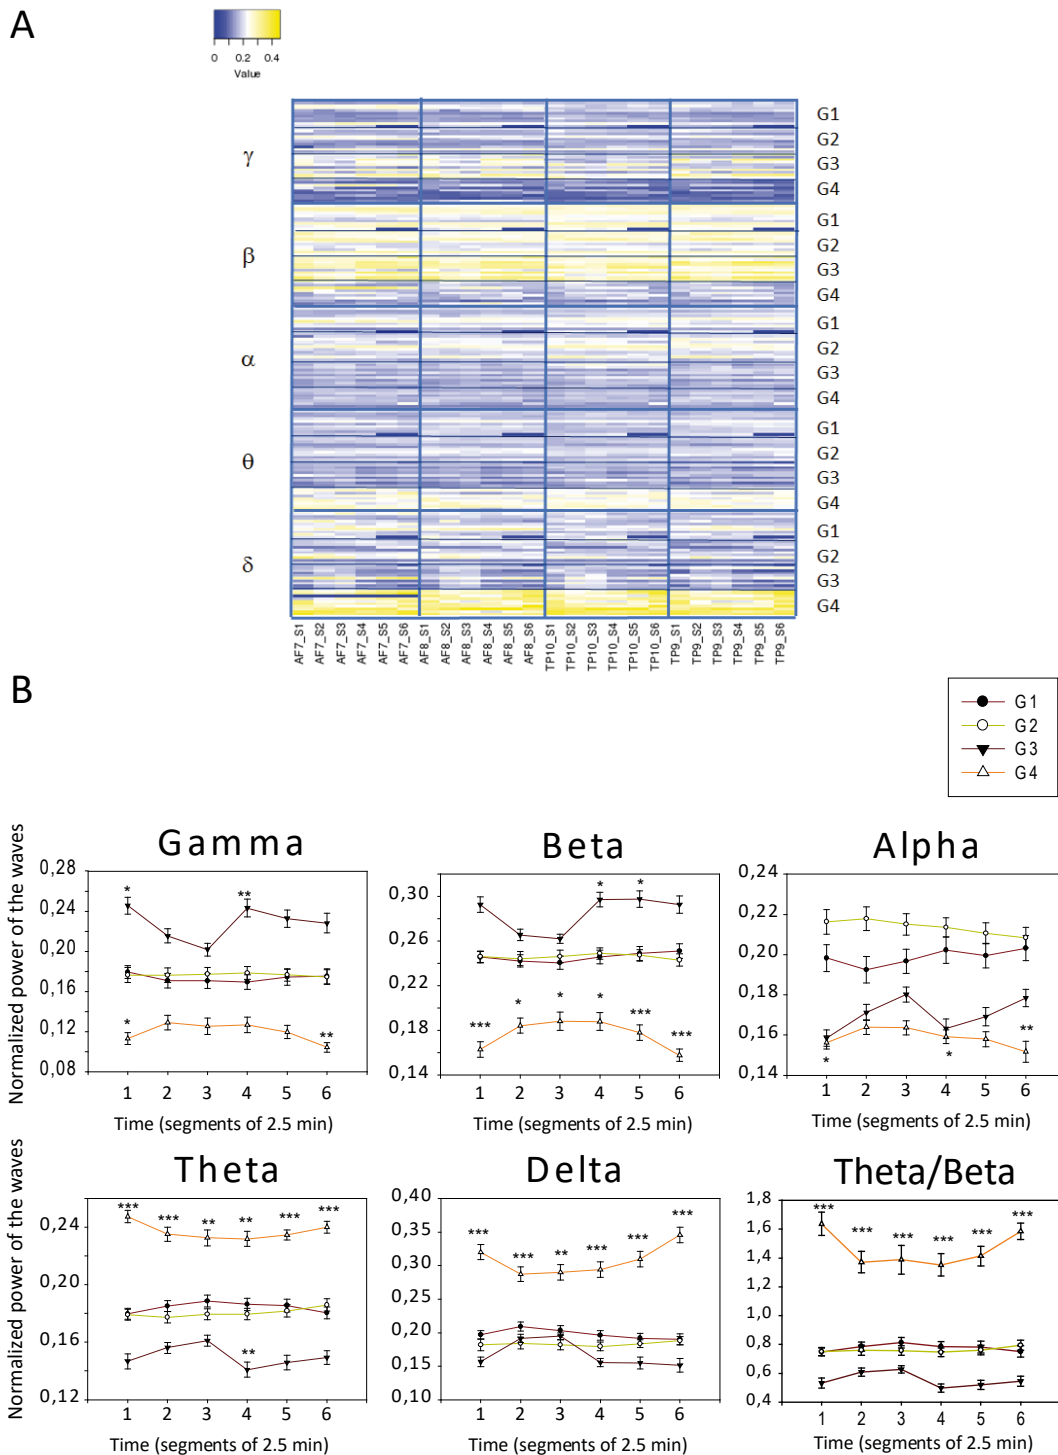 A
0 0.2 0.4
Value
γ
G1
G2
G3
G4
β
G1
G2
G3
G4
α
G1
G2
G3
G4
θ
G1
G2
G3
G4
δ
G1
G2
G3
G4
AF7_S1 AF7_S2 AF7_S3 AF7_S4 AF7_S5 AF7_S6 AF8_S1 AF8_S2 AF8_S3 AF8_S4 AF8_S5 AF8_S6 TP10_S1 TP10_S2 TP10_S3 TP10_S4 TP10_S5 TP10_S6 TP9_S1 TP9_S2 TP9_S3 TP9_S4 TP9_S5 TP9_S6
B
G1
G2
G3
G4
Normalized power of the waves
Gamma
0,28
0,24
0,20
0,16
0,12
0,08
* **
* **
1 2 3 4 5 6
Time (segments of 2.5 min)
Beta
0,30
0,26
0,22
0,18
0,14
* *
*** * * * *** ***
1 2 3 4 5 6
Time (segments of 2.5 min)
Alpha
0,24
0,22
0,20
0,18
0,16
0,14
* * **
1 2 3 4 5 6
Time (segments of 2.5 min)
Normalized power of the waves
Theta
0,24
0,20
0,16
0,12
*** *** ** ** *** ***
**
1 2 3 4 5 6
Time (segments of 2.5 min)
Delta
0,40
0,35
0,30
0,25
0,20
0,15
0,10
*** *** ** *** *** ***
1 2 3 4 5 6
Time (segments of 2.5 min)
Theta/Beta
1,8
1,6
1,4
1,2
1,0
0,8
0,6
0,4
*** *** *** *** *** ***
1 2 3 4 5 6
Time (segments of 2.5 min)